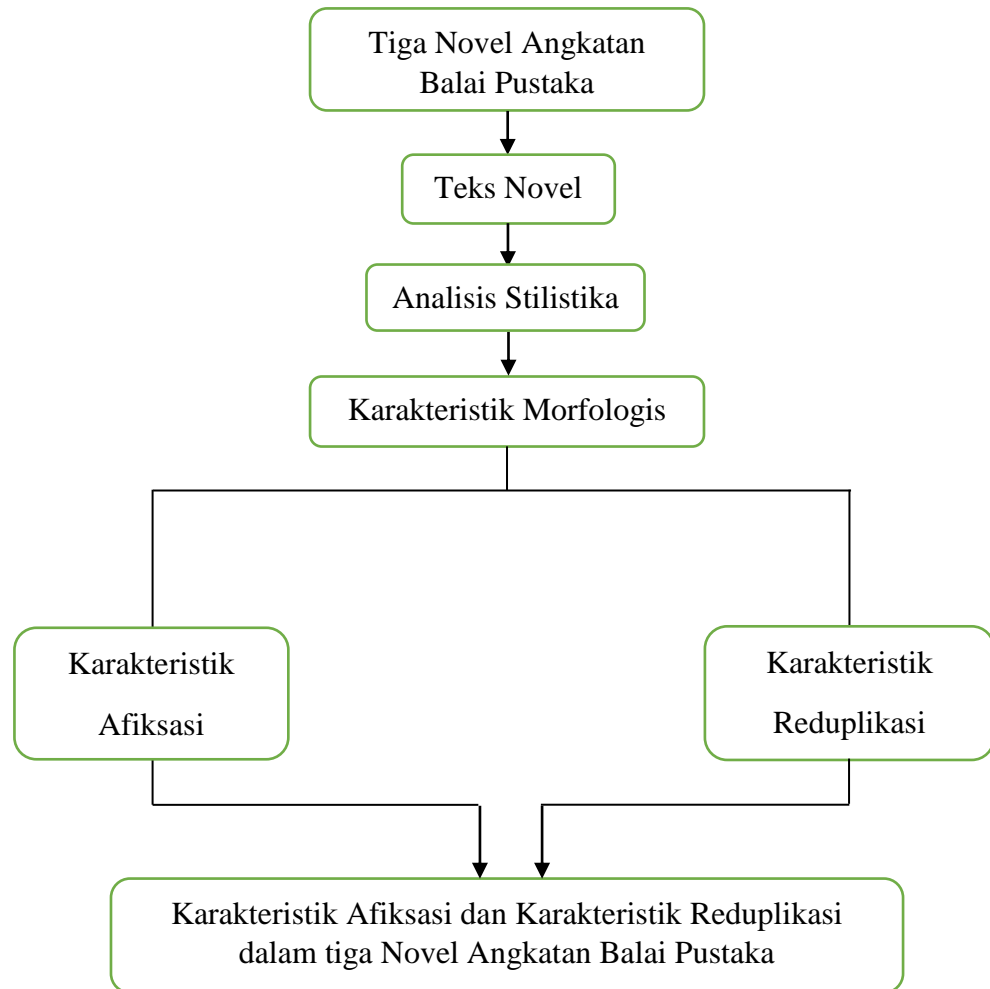 Tiga Novel Angkatan
Balai Pustaka
Teks Novel
Analisis Stilistika
Karakteristik Morfologis
Karakteristik
Afiksasi
Karakteristik
Reduplikasi
Karakteristik Afiksasi dan Karakteristik Reduplikasi
dalam tiga Novel Angkatan Balai Pustaka